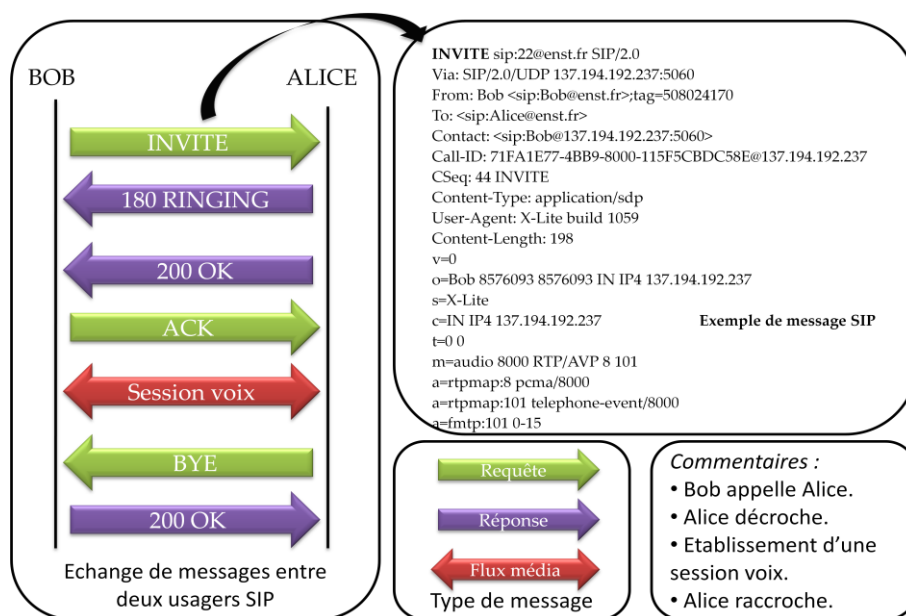 BOB
ALICE
INVITE
180 RINGING
200 OK
ACK
Session voix
BYE
200 OK
Echange de messages entre
deux usagers SIP
INVITE sip:22@enst.fr SIP/2.0
Via: SIP/2.0/UDP 137.194.192.237:5060
From: Bob <sip:Bob@enst.fr>;tag=508024170
To: <sip:Alice@enst.fr>
Contact: <sip:Bob@137.194.192.237:5060>
Call-ID: 71FA1E77-4BB9-8000-115F5CBDC58E@137.194.192.237
CSeq: 44 INVITE
Content-Type: application/sdp
User-Agent: X-Lite build 1059
Content-Length: 198
v=0
o=Bob 8576093 8576093 IN IP4 137.194.192.237
s=X-Lite
c=IN IP4 137.194.192.237
Exemple de message SIP
t=0 0
m=audio 8000 RTP/AVP 8 101
a=rtpmap:8 pcma/8000
a=rtpmap:101 telephone-event/8000
a=fmtp:101 0-15
Requête
Réponse
Flux média
Type de message
Commentaires :
• Bob appelle Alice.
• Alice décroche.
• Etablissement d'une
session voix.
• Alice raccroche.